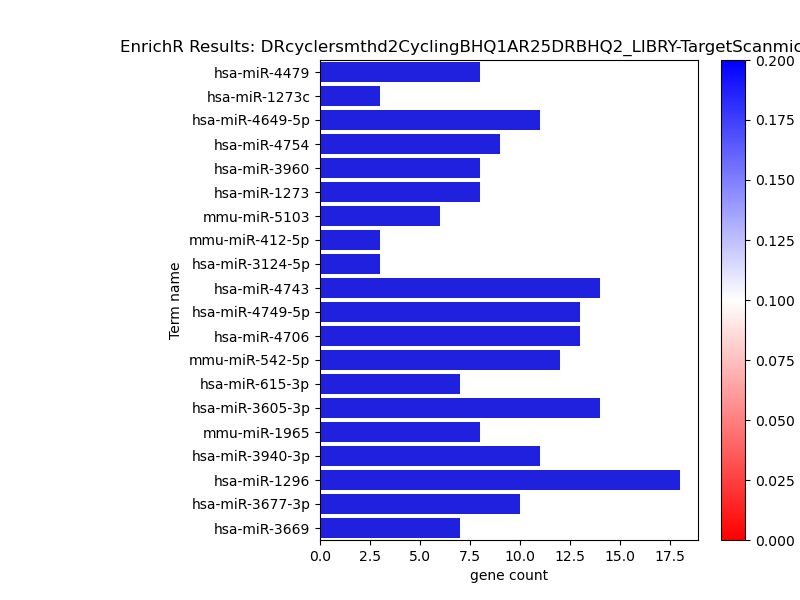 EnrichR Results: DRcyclersmthd2CyclingBHQ1AR25DRBHQ2_LIBRY-TargetScanmic
hsa-miR-4479
hsa-miR-1273c
hsa-miR-4649-5p
hsa-miR-4754
hsa-miR-3960
hsa-miR-1273
mmu-miR-5103
mmu-miR-412-5p
hsa-miR-3124-5p
hsa-miR-4743
hsa-miR-4749-5p
hsa-miR-4706
mmu-miR-542-5p
hsa-miR-615-3p
hsa-miR-3605-3p
mmu-miR-1965
hsa-miR-3940-3p
hsa-miR-1296
hsa-miR-3677-3p
hsa-miR-3669
Term name
0.0 2.5 5.0 7.5 10.0 12.5 15.0 17.5
gene count
0.200
0.175
0.150
0.125
0.100
0.075
0.050
0.025
0.000